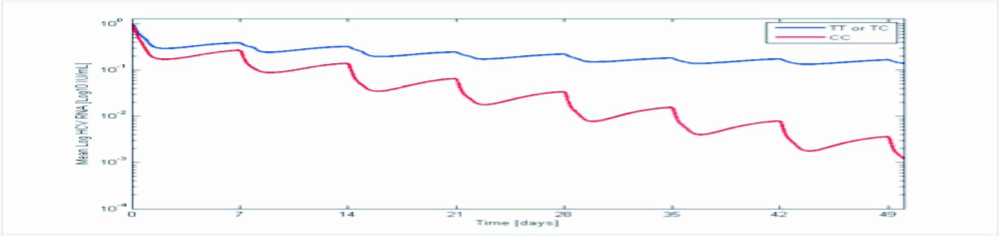 Mean Log HCV RNA [Log10 IU/mL]
10^0
10^-1
10^-2
10^-3
10^-4
TT or TC
CC
0 7 14 21 28 35 42 49
Time [days]